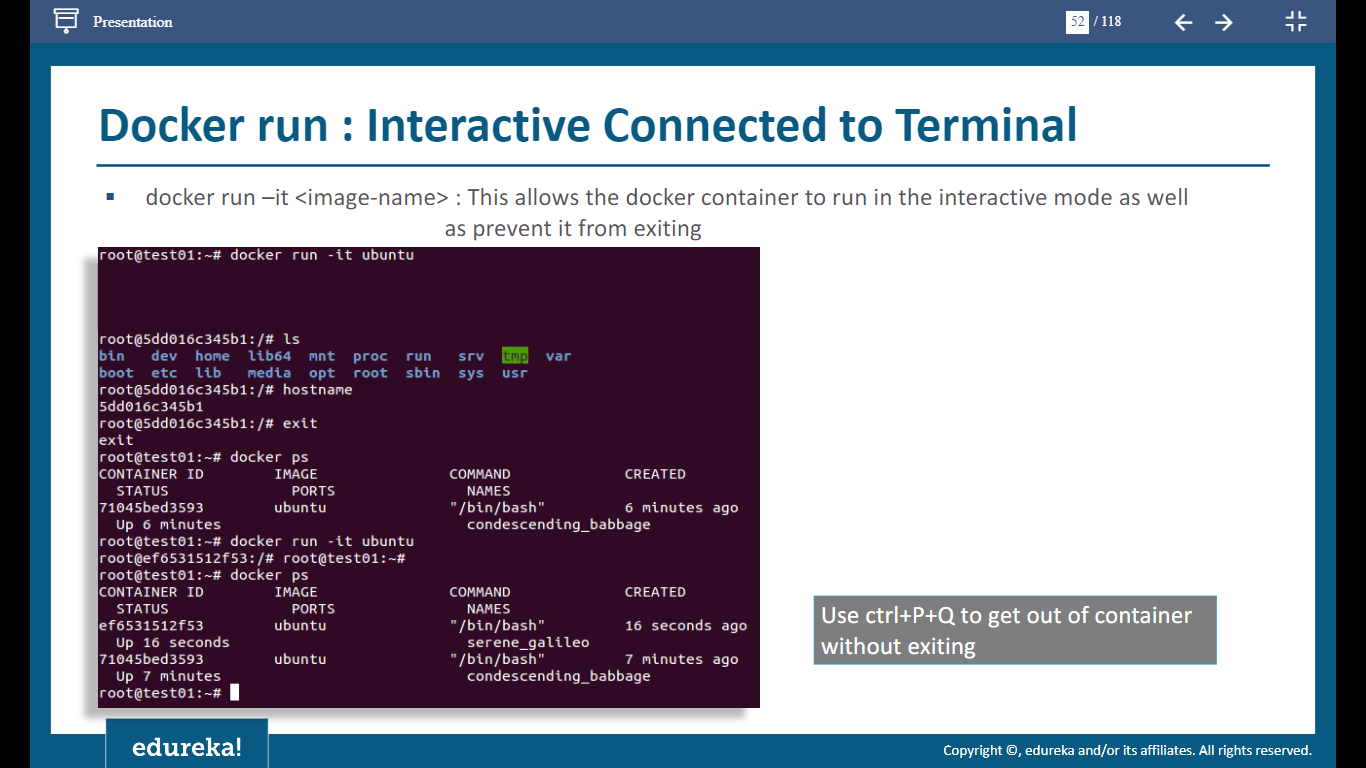 Presentation
52 / 118
Docker run : Interactive Connected to Terminal
▪ docker run –it <image-name> : This allows the docker container to run in the interactive mode as well
as prevent it from exiting
root@test01:~# docker run -it ubuntu
root@5dd016c345b1:/# ls
bin dev home lib64 mnt proc run srv tmp var
boot etc lib media opt root sbin sys usr
root@5dd016c345b1:/# hostname
5dd016c345b1
root@5dd016c345b1:/# exit
exit
root@test01:~# docker ps
CONTAINER ID IMAGE COMMAND CREATED
STATUS PORTS NAMES
71045bed3593 ubuntu "/bin/bash" 6 minutes ago
Up 6 minutes condescending_babbage
root@test01:~# docker run -it ubuntu
root@ef6531512f53:/# root@test01:~#
root@test01:~# docker ps
CONTAINER ID IMAGE COMMAND CREATED
STATUS PORTS NAMES
ef6531512f53 ubuntu "/bin/bash" 16 seconds ago
Up 16 seconds serene_galileo
71045bed3593 ubuntu "/bin/bash" 7 minutes ago
Up 7 minutes condescending_babbage
root@test01:~#
Use ctrl+P+Q to get out of container
without exiting
edureka!
Copyright ©, edureka and/or its affiliates. All rights reserved.